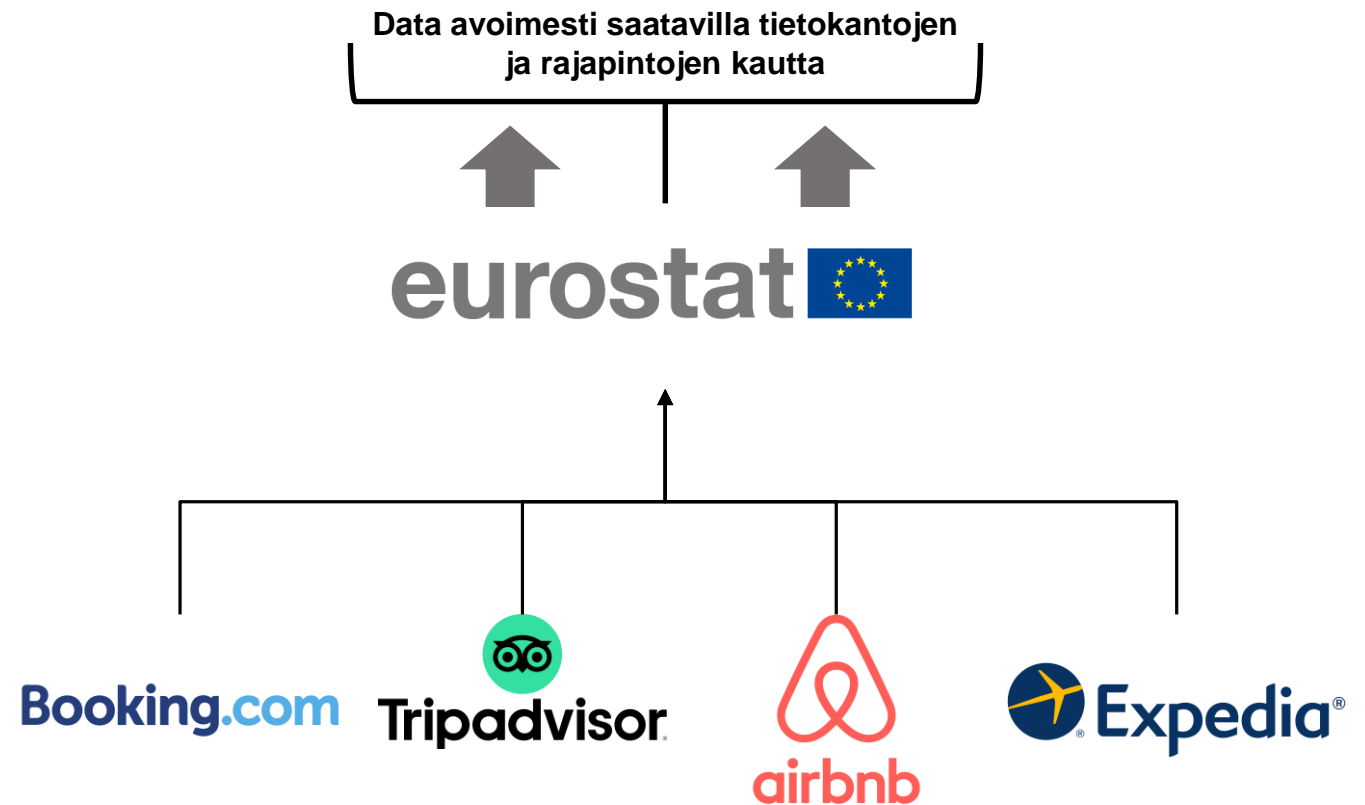 Data avoimesti saatavilla tietokantojen
ja rajapintojen kautta
eurostat
Booking.com
Tripadvisor
airbnb
Expedia®